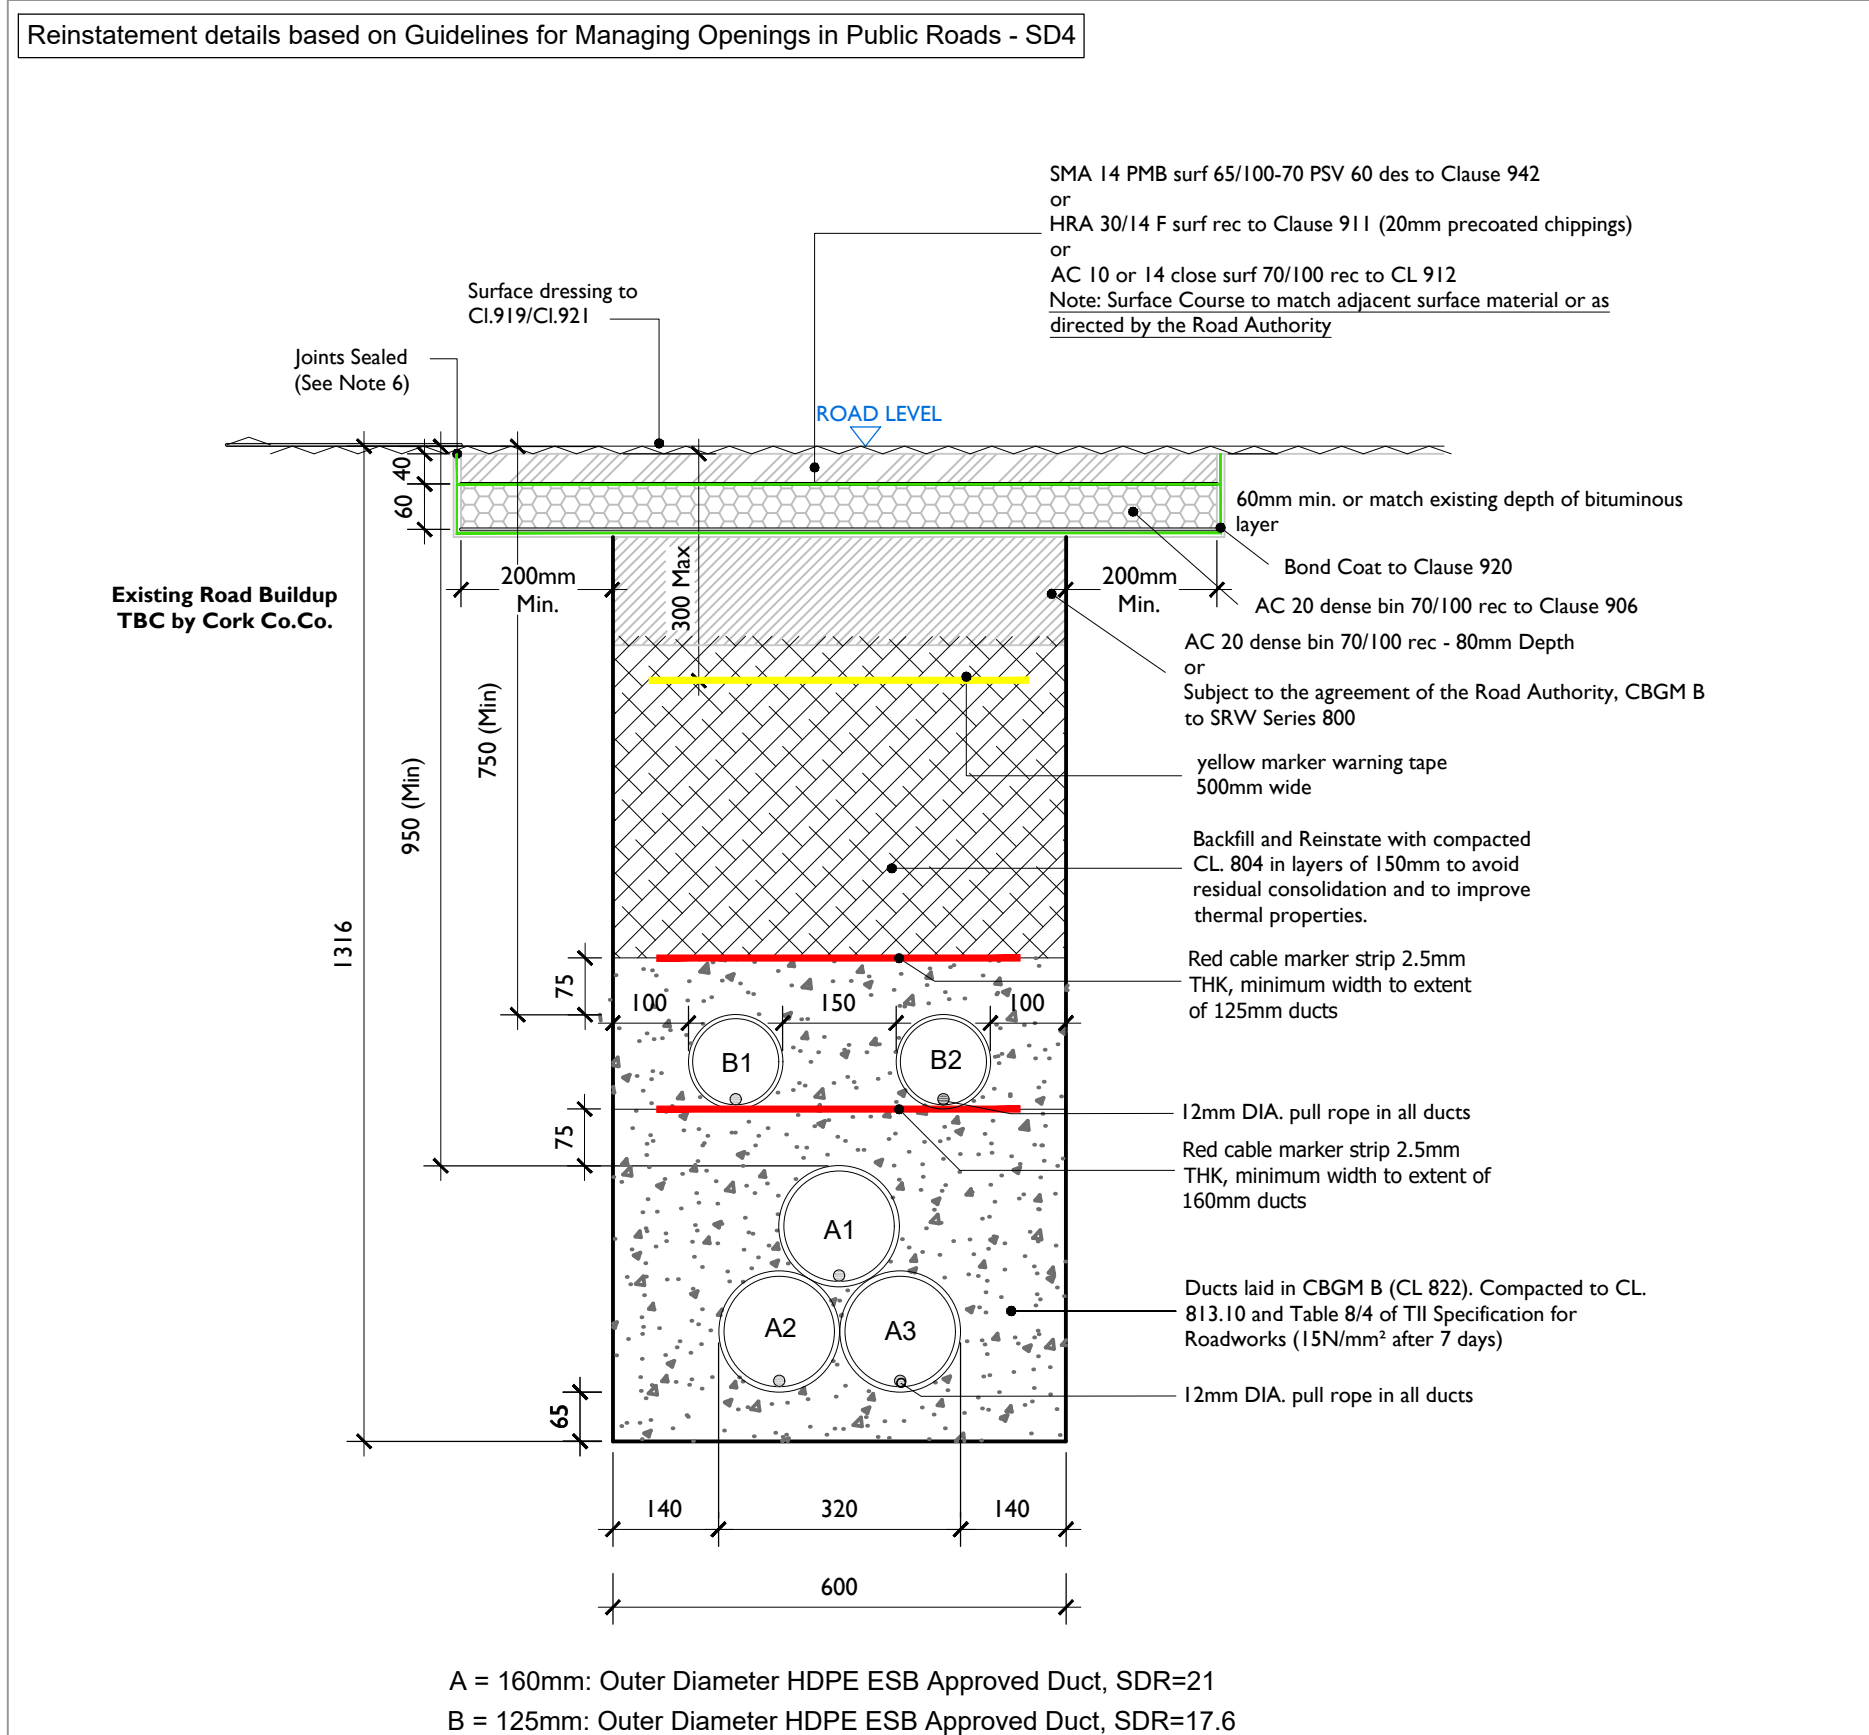 Reinstatement details based on Guidelines for Managing Openings in Public Roads - SD4
SMA 14 PMB surf 65/100-70 PSV 60 des to Clause 942
or
HRA 30/14 F surf rec to Clause 911 (20mm precoated chippings)
or
AC 10 or 14 close surf 70/100 rec to CL 912
Note: Surface Course to match adjacent surface material or as
directed by the Road Authority
Surface dressing to
Cl.919/Cl.921
Joints Sealed
(See Note 6)
ROAD LEVEL
40
60
60mm min. or match existing depth of bituminous
layer
Bond Coat to Clause 920
AC 20 dense bin 70/100 rec to Clause 906
200mm
Min.
300 Max
200mm
Min.
Existing Road Buildup
TBC by Cork Co.Co.
AC 20 dense bin 70/100 rec - 80mm Depth
or
Subject to the agreement of the Road Authority, CBGM B
to SRW Series 800
750 (Min)
950 (Min)
1316
yellow marker warning tape
500mm wide
Backfill and Reinstate with compacted
CL. 804 in layers of 150mm to avoid
residual consolidation and to improve
thermal properties.
Red cable marker strip 2.5mm
THK, minimum width to extent
of 125mm ducts
75
100
150
100
B1
B2
12mm DIA. pull rope in all ducts
75
Red cable marker strip 2.5mm
THK, minimum width to extent of
160mm ducts
A1
A2
A3
Ducts laid in CBGM B (CL 822). Compacted to CL.
813.10 and Table 8/4 of TII Specification for
Roadworks (15N/mm² after 7 days)
12mm DIA. pull rope in all ducts
65
140
320
140
600
A = 160mm: Outer Diameter HDPE ESB Approved Duct, SDR=21
B = 125mm: Outer Diameter HDPE ESB Approved Duct, SDR=17.6